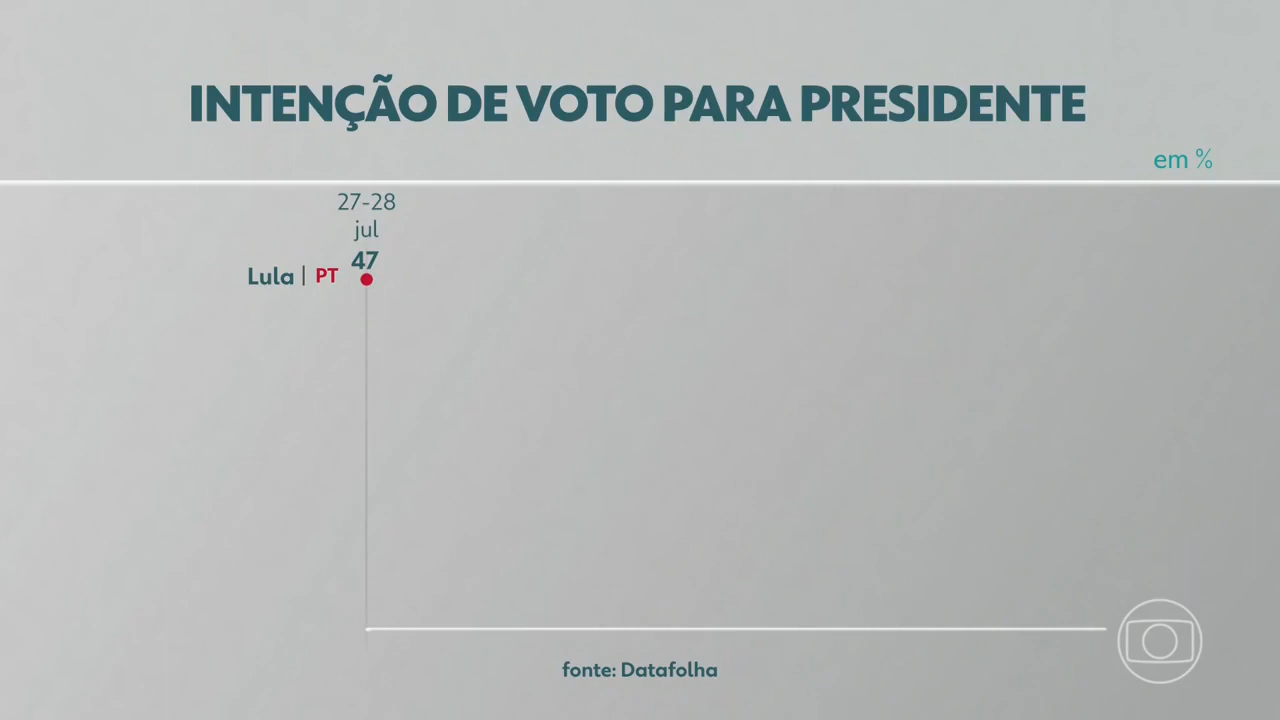 INTENÇÃO DE VOTO PARA PRESIDENTE
em %
27-28
jul
47
Lula | PT
fonte: Datafolha